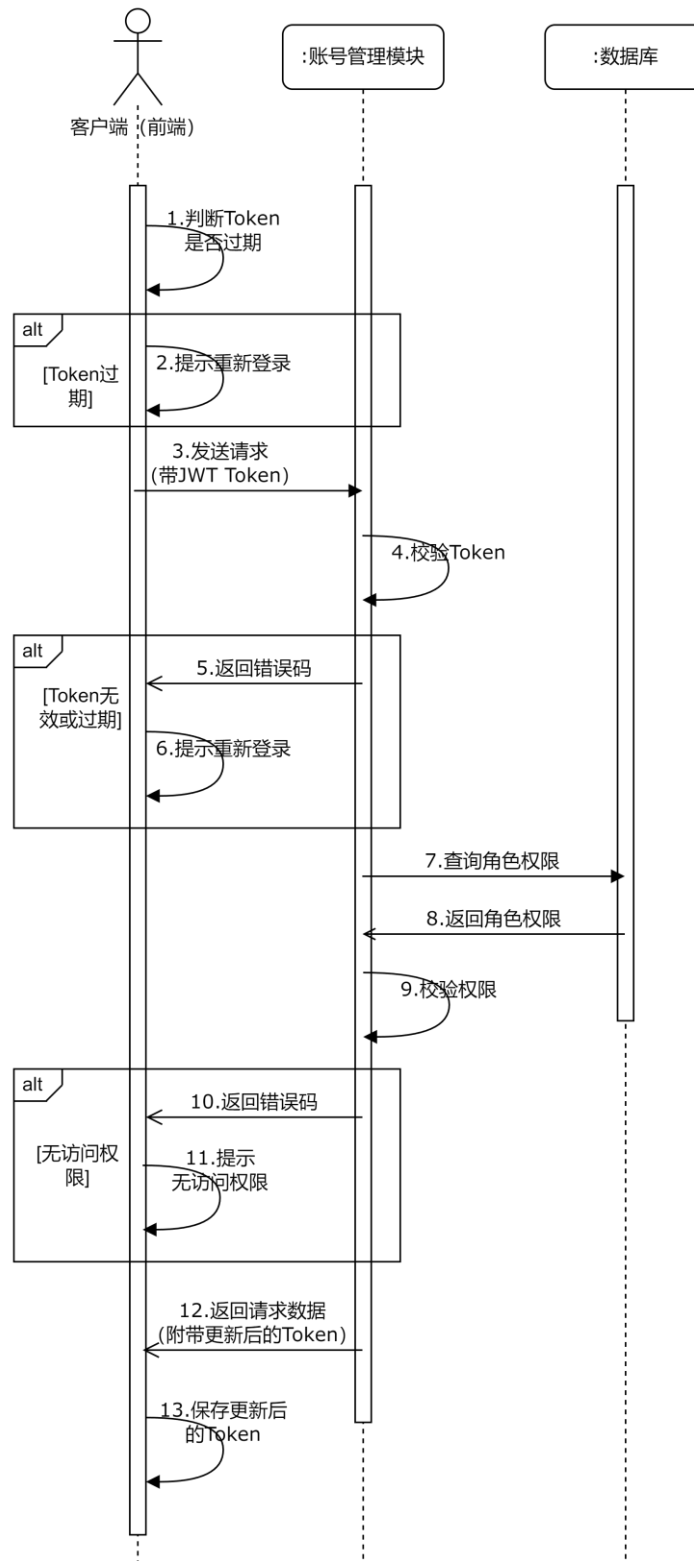 客户端（前端）
:账号管理模块
:数据库
1.判断Token
是否过期
alt
[Token过
期]
2.提示重新登录
3.发送请求
（带JWT Token）
4.校验Token
alt
[Token无
效或过期]
5.返回错误码
6.提示重新登录
7.查询角色权限
8.返回角色权限
9.校验权限
alt
[无访问权
限]
10.返回错误码
11.提示
无访问权限
12.返回请求数据
（附带更新后的Token）
13.保存更新后
的Token